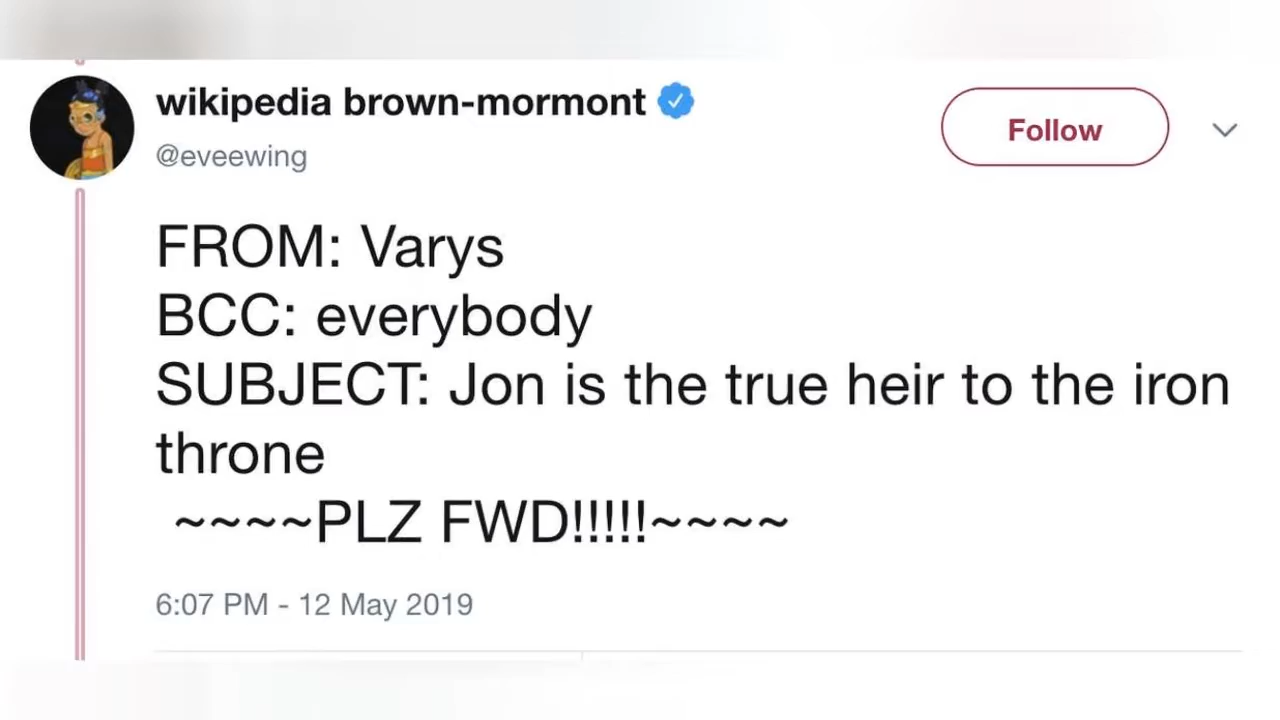 wikipedia brown-mormont
@eveewing
Follow
FROM: Varys
BCC: everybody
SUBJECT: Jon is the true heir to the iron
throne
~~~~PLZ FWD!!!!!~~~~
6:07 PM - 12 May 2019